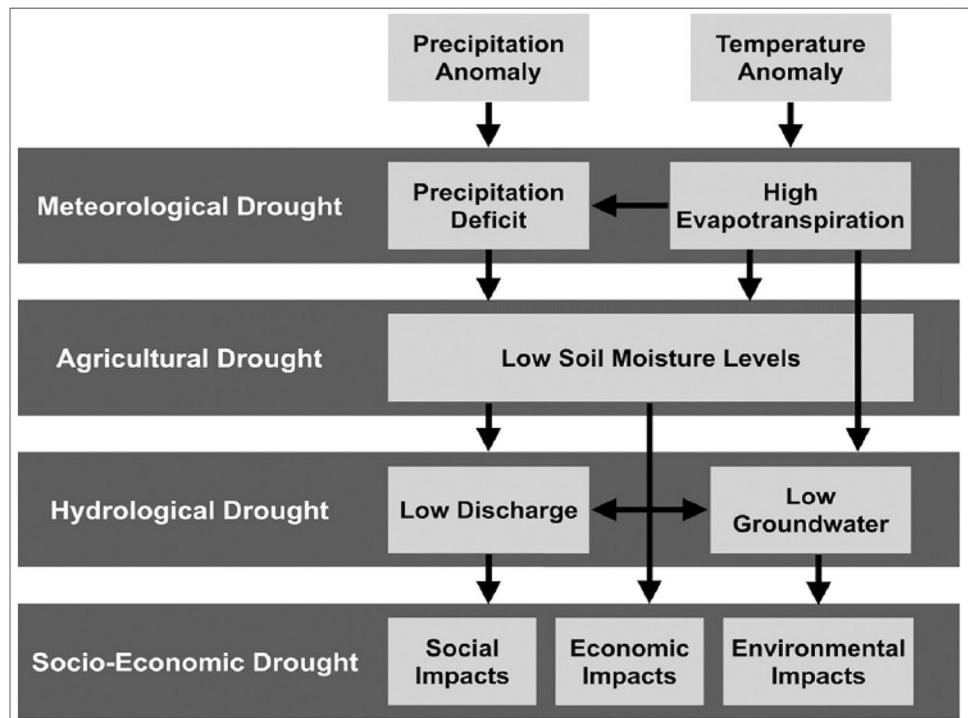 Precipitation
Anomaly
Temperature
Anomaly
Meteorological Drought
Precipitation
Deficit
High
Evapotranspiration
Agricultural Drought
Low Soil Moisture Levels
Hydrological Drought
Low Discharge
Low
Groundwater
Socio-Economic Drought
Social
Impacts
Economic
Impacts
Environmental
Impacts